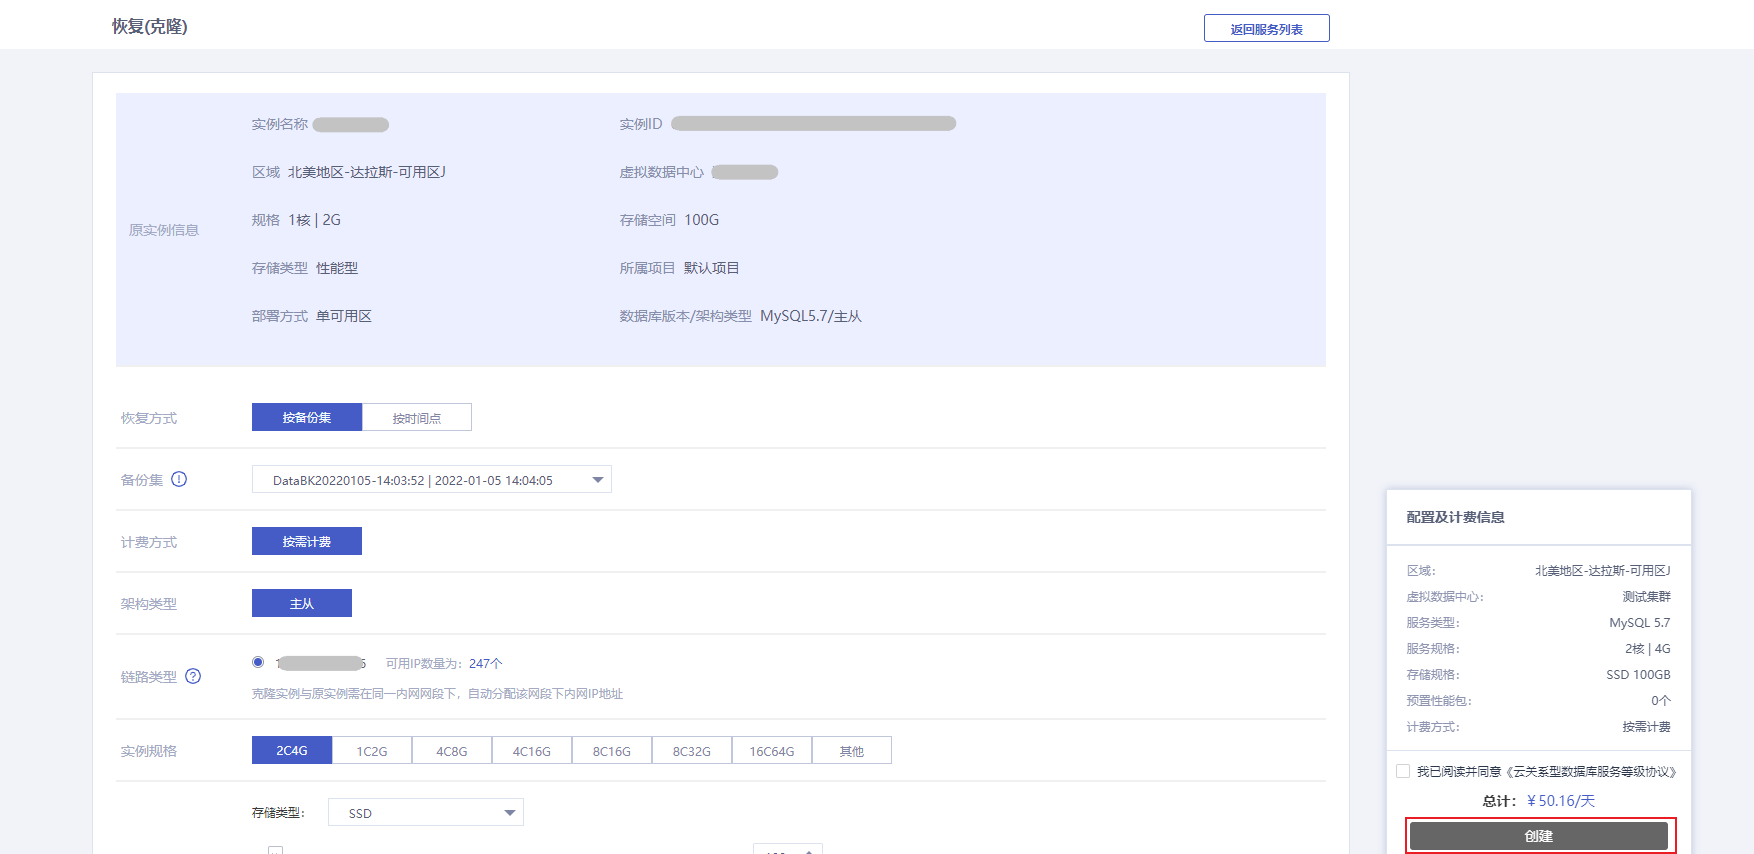 恢复(克隆)
返回服务列表
原实例信息
实例名称
实例ID
区域 北美地区-达拉斯-可用区J
虚拟数据中心
规格 1核 | 2G
存储空间 100G
存储类型 性能型
所属项目 默认项目
部署方式 单可用区
数据库版本/架构类型 MySQL5.7/主从
恢复方式 按备份集 按时间点
备份集 DataBK20220105-14:03:52 | 2022-01-05 14:04:05
计费方式 按需计费
架构类型 主从
链路类型 可用IP数量为: 247个
克隆实例与原实例需在同一内网网段下，自动分配该网段下内网IP地址
实例规格 2C4G 1C2G 4C8G 4C16G 8C16G 8C32G 16C64G 其他
存储类型: SSD
配置及计费信息
区域: 北美地区-达拉斯-可用区J
虚拟数据中心: 测试集群
服务类型: MySQL 5.7
服务规格: 2核 | 4G
存储规格: SSD 100GB
预置性能包: 0个
计费方式: 按需计费
我已阅读并同意《云关系型数据库服务等级协议》
总计: ¥50.16/天
创建